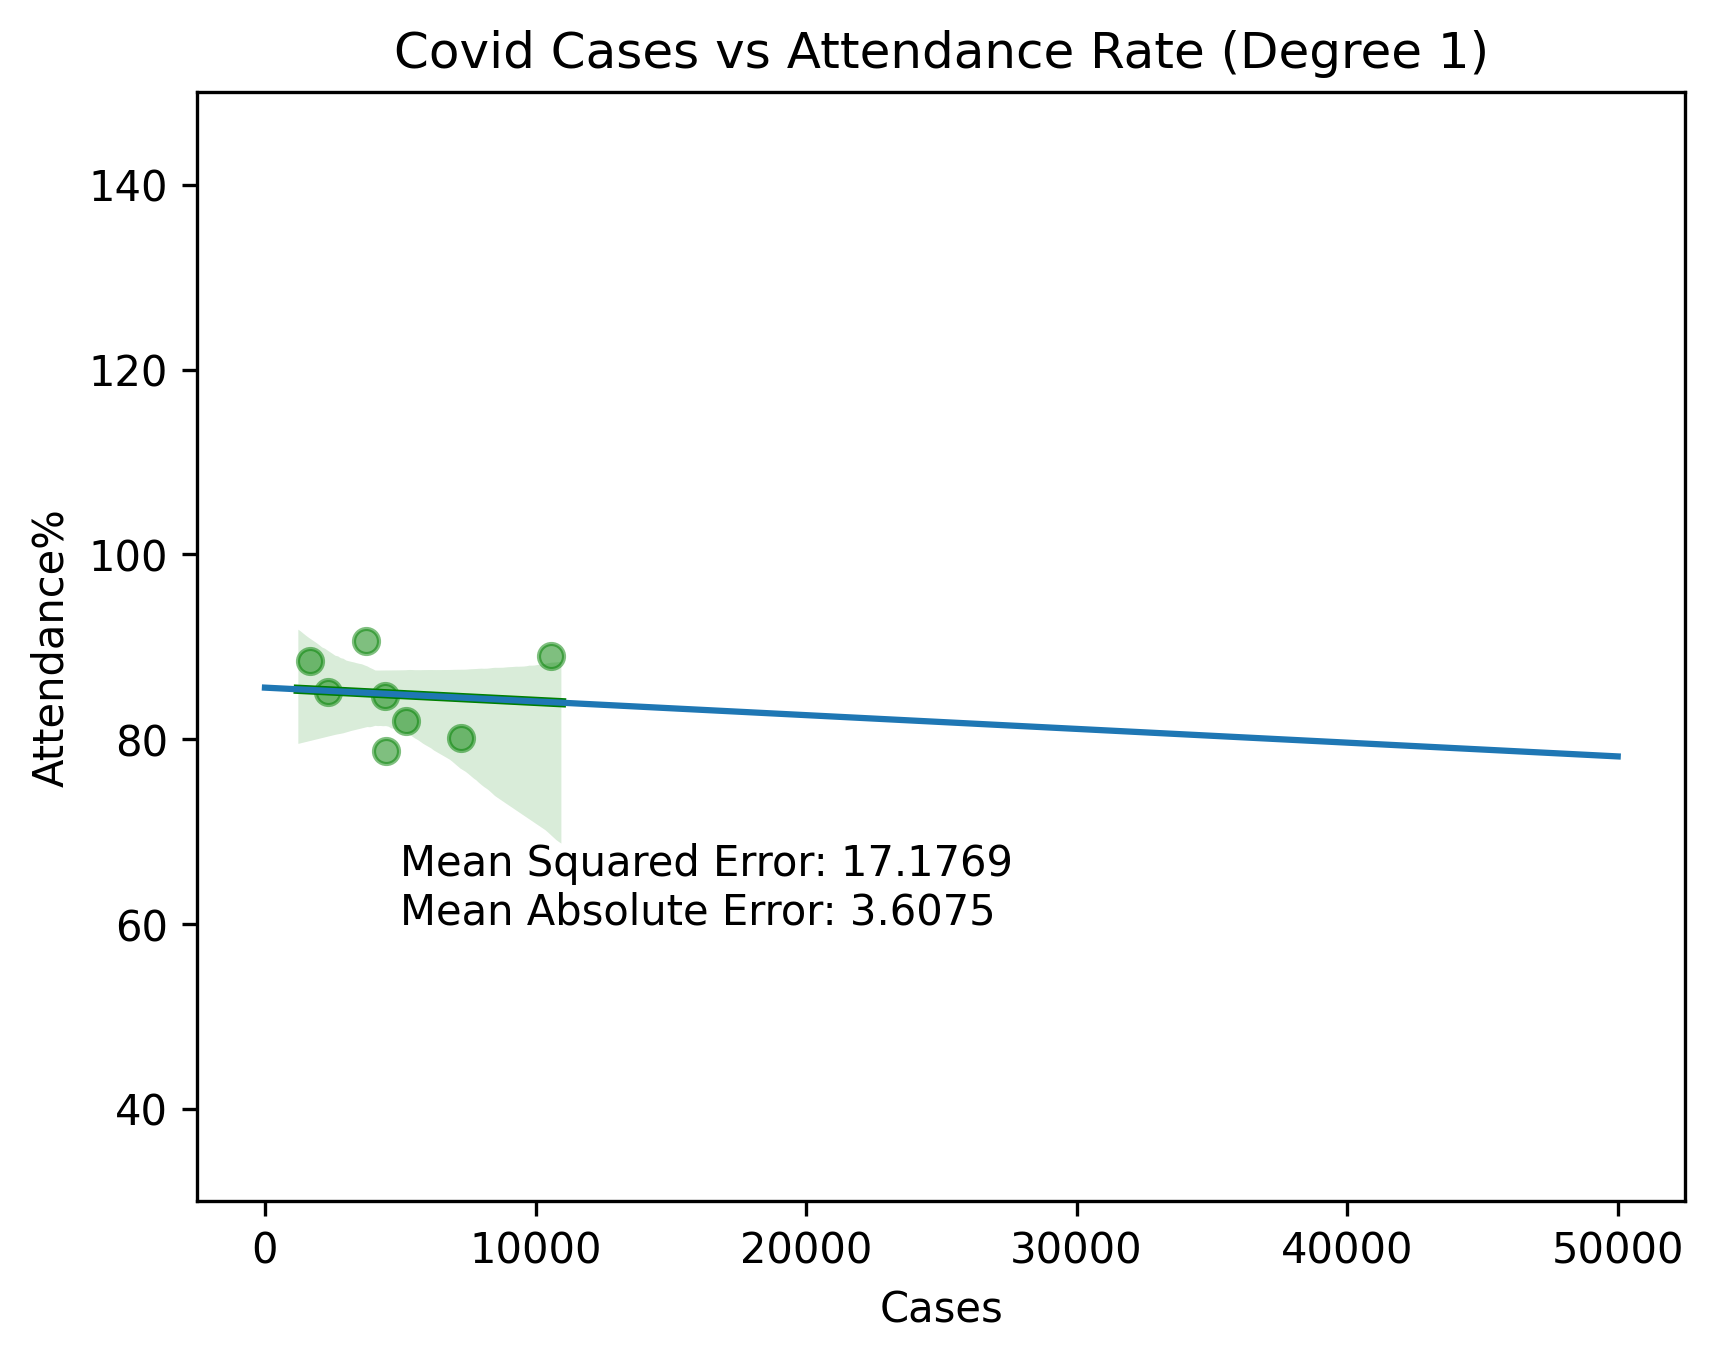 Covid Cases vs Attendance Rate (Degree 1)
Attendance%
140
120
100
80
60
40
Mean Squared Error: 17.1769
Mean Absolute Error: 3.6075
0
10000
20000
30000
40000
50000
Cases